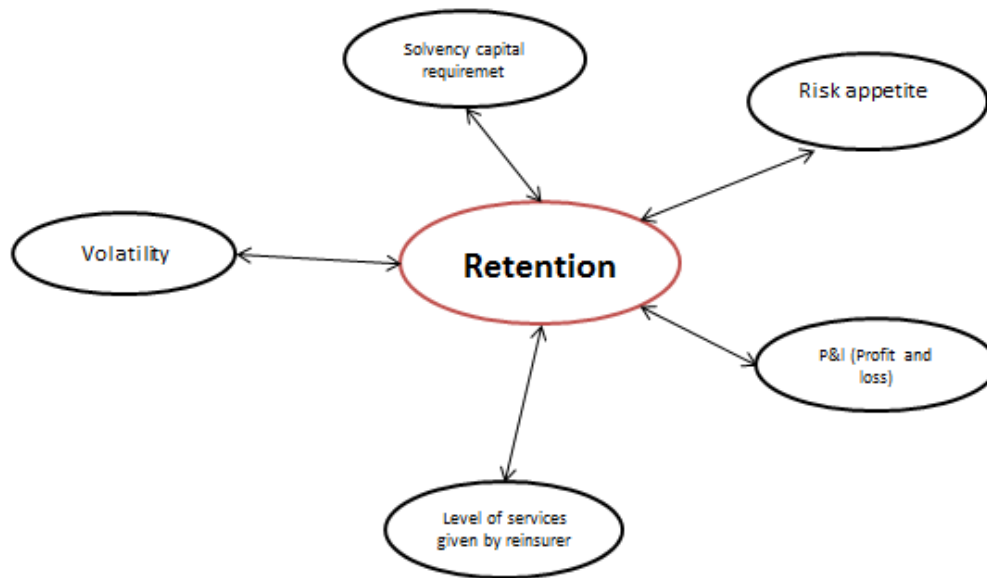 Solvency capital
requiremet
Risk appetite
Volatility
Retention
P&l (Profit and
loss)
Level of services
given by reinsurer